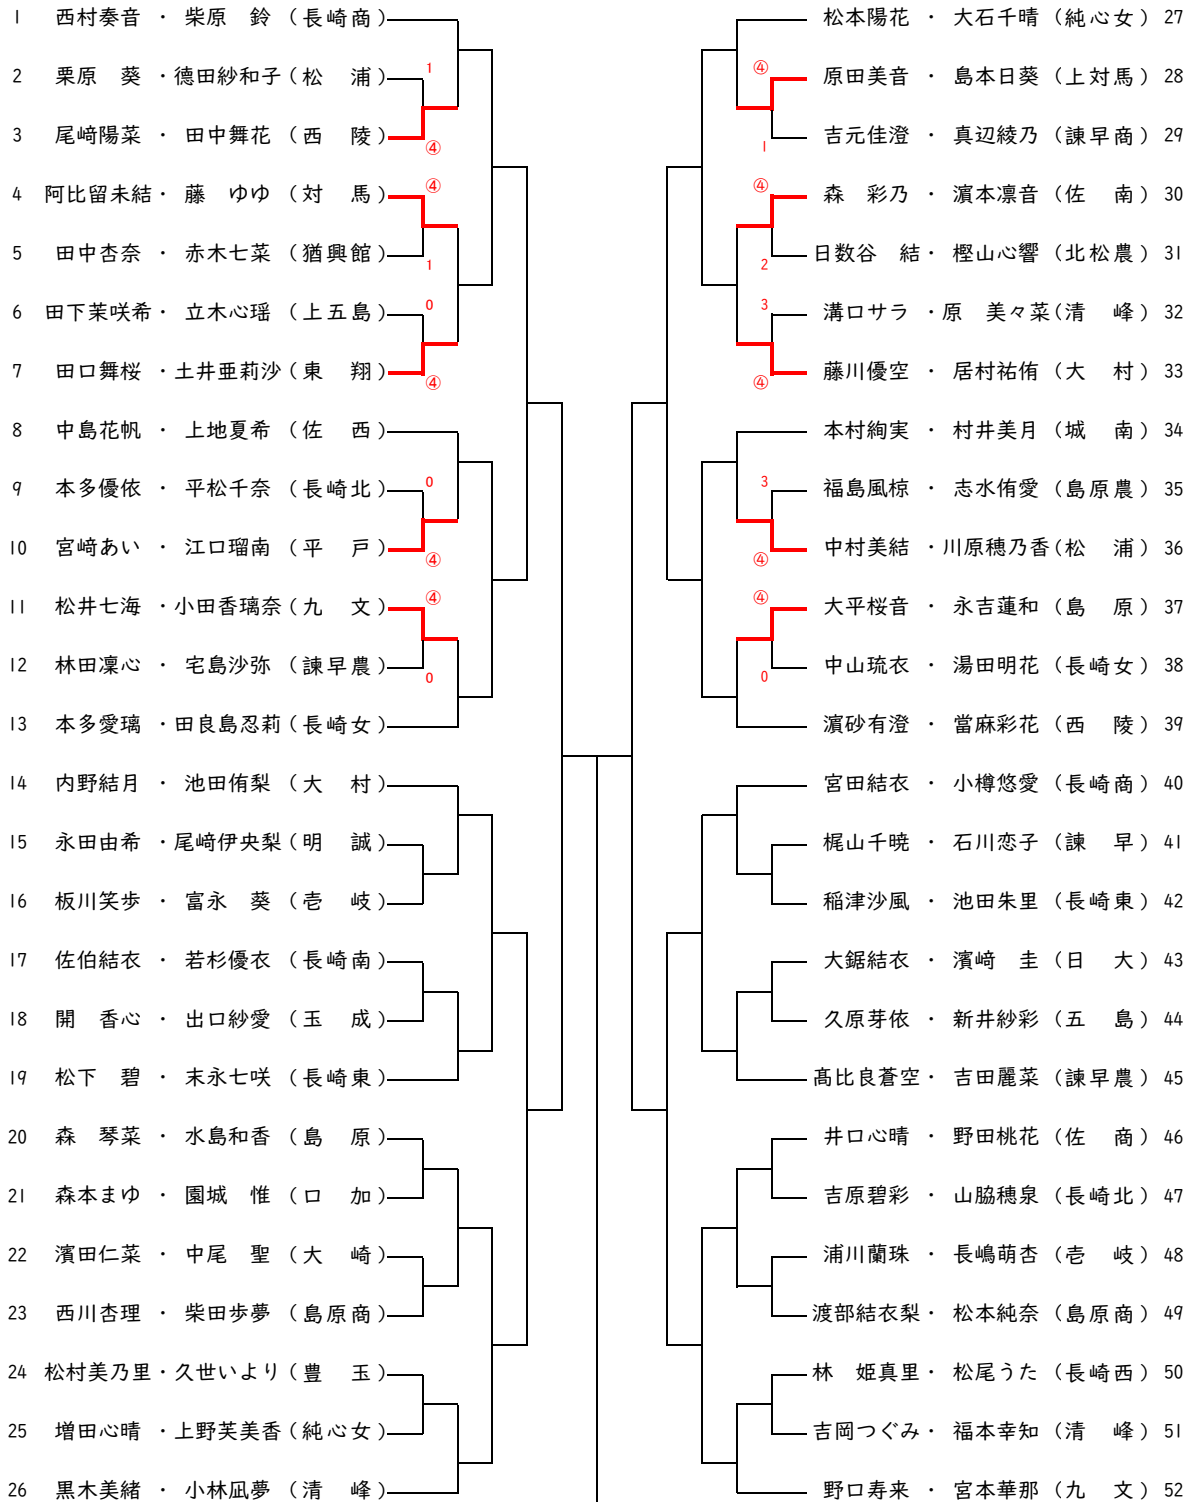 1 西村奏音 ・ 柴原 鈴 (長崎商)
2 栗原 葵 ・徳田紗和子(松 浦) 1
3 尾﨑陽菜 ・ 田中舞花 (西 陵) ④
4 阿比留未結・ 藤 ゆゆ (対 馬) ④
5 田中杏奈 ・ 赤木七菜 (猶興館) 1
6 田下茉咲希・ 立木心瑶 (上五島) 0
7 田口舞桜 ・土井亜莉沙(東 翔) ④
8 中島花帆 ・ 上地夏希 (佐 西)
9 本多優依 ・ 平松千奈 (長崎北) 0
10 宮﨑あい ・ 江口瑠南 (平 戸) ④
11 松井七海 ・小田香璃奈(九 文) ④
12 林田凜心 ・ 宅島沙弥 (諫早農) 0
13 本多愛璃 ・田良島忍莉(長崎女)
14 内野結月 ・ 池田侑梨 (大 村)
15 永田由希 ・尾﨑伊央梨(明 誠)
16 板川笑歩 ・ 富永 葵 (壱 岐)
17 佐伯結衣 ・ 若杉優衣 (長崎南)
18 開 香心 ・ 出口紗愛 (玉 成)
19 松下 碧 ・ 末永七咲 (長崎東)
20 森 琴菜 ・ 水島和香 (島 原)
21 森本まゆ ・ 園城 惟 (口 加)
22 濵田仁菜 ・ 中尾 聖 (大 崎)
23 西川杏理 ・ 柴田歩夢 (島原商)
24 松村美乃里・久世いより(豊 玉)
25 増田心晴 ・上野芙美香(純心女)
26 黒木美緒 ・ 小林凪夢 (清 峰)
松本陽花 ・ 大石千晴 (純心女) 27
④ 原田美音 ・ 島本日葵 (上対馬) 28
1 吉元佳澄 ・ 真辺綾乃 (諫早商) 29
④ 森 彩乃 ・ 濵本凛音 (佐 南) 30
2 日数谷 結・ 樫山心響 (北松農) 31
3 溝口サラ ・原 美々菜(清 峰) 32
④ 藤川優空 ・ 居村祐侑 (大 村) 33
本村絢実 ・ 村井美月 (城 南) 34
3 福島風椋 ・ 志水侑愛 (島原農) 35
④ 中村美結 ・川原穂乃香(松 浦) 36
④ 大平桜音 ・ 永吉蓮和 (島 原) 37
0 中山琉衣 ・ 湯田明花 (長崎女) 38
濵砂有澄 ・ 當麻彩花 (西 陵) 39
宮田結衣 ・ 小樽悠愛 (長崎商) 40
梶山千暁 ・ 石川恋子 (諫 早) 41
稲津沙風 ・ 池田朱里 (長崎東) 42
大鋸結衣 ・ 濵﨑 圭 (日 大) 43
久原芽依 ・ 新井紗彩 (五 島) 44
髙比良蒼空・ 吉田麗菜 (諫早農) 45
井口心晴 ・ 野田桃花 (佐 商) 46
吉原碧彩 ・ 山脇穂泉 (長崎北) 47
浦川蘭珠 ・ 長嶋萌杏 (壱 岐) 48
渡部結衣梨・ 松本純奈 (島原商) 49
林 姫真里・ 松尾うた (長崎西) 50
吉岡つぐみ・ 福本幸知 (清 峰) 51
野口寿来 ・ 宮本華那 (九 文) 52